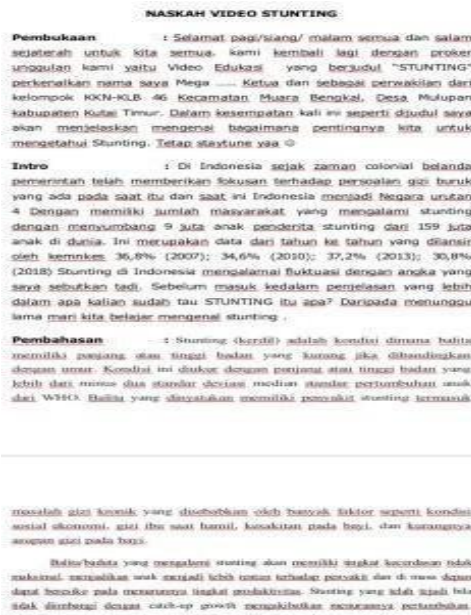 NASKAH VIDEO STUNTING
Pembukaan : Selamat pagi/siang/ malam semua dan salam
sejaterah untuk kita semua, kami kembali lagi dengan proker
unggulan kami yaitu Video Edukasi yang berjudul "STUNTING"
perkenalkan nama saya Mega ..... Ketua dan sebagai perwakilan dari
kelompok KKN-KLB 46 Kecamatan Muara Bengkal, Desa Mulupan
kabupaten Kutai Timur. Dalam kesempatan kali ini seperti dijudul saya
akan menjelaskan mengenai bagaimana pentingnya kita untuk
mengetahui Stunting. Tetap staytune yaa ☺
Intro : Di Indonesia sejak zaman colonial belanda
pemerintah telah memberikan fokusan terhadap persoalan gizi buruk
yang ada pada saat itu dan saat ini Indonesia menjadi Negara urutan
4 Dengan memiliki jumlah masyarakat yang mengalami stunting
dengan menyumbang 9 juta anak penderita stunting dari 159 juta
anak di dunia. Ini merupakan data dari tahun ke tahun yang dilansir
oleh kemnkes 36,8% (2007); 34,6% (2010); 37,2% (2013); 30,8%
(2018) Stunting di Indonesia mengalamai fluktuasi dengan angka yang
saya sebutkan tadi. Sebelum masuk kedalam penjelasan yang lebih
dalam apa kalian sudah tau STUNTING itu apa? Daripada menunggu
lama mari kita belajar mengenal stunting .
Pembahasan : Stunting (kerdil) adalah kondisi dimana balita
memiliki panjang atau tinggi badan yang kurang jika dibandingkan
dengan umur. Kondisi ini diukur dengan panjang atau tinggi badan yang
lebih dari minus dua standar deviasi median standar pertumbuhan anak
dari WHO. Balita yang dinyatakan memiliki penyakit stunting termasuk
masalah gizi kronik yang disebabkan oleh banyak faktor seperti kondisi
sosial ekonomi, gizi ibu saat hamil, kesakitan pada bayi, dan kurangnya
asupan gizi pada bayi.
Balita/baduta yang mengalami stunting akan memiliki tingkat kecerdasan tidak
maksimal, menjadikan anak menjadi lebih rentan terhadap penyakit dan di masa depan
dapat beresiko pada menurunnya tingkat produktivitas. Stunting yang telah tejadi bila
tidak diimbangi dengan catch-up growth mengakibatkan menurunnya pertumbuhan,